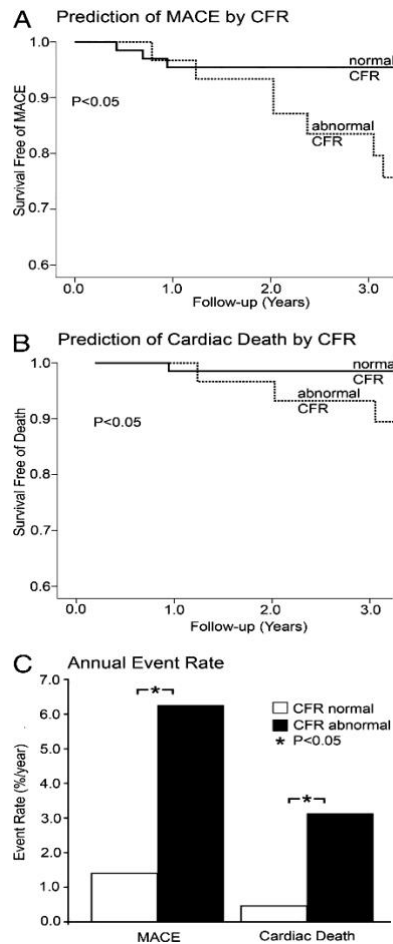 A Prediction of MACE by CFR
1.0
0.9
0.8
0.7
0.6
Survival Free of MACE
P<0.05
normal
CFR
abnormal
CFR
0.0 1.0 2.0 3.0
Follow-up (Years)
B Prediction of Cardiac Death by CFR
1.0
0.9
0.8
0.7
0.6
Survival Free of Death
P<0.05
normal
CFR
abnormal
CFR
0.0 1.0 2.0 3.0
Follow-up (Years)
C Annual Event Rate
7.0
6.0
5.0
4.0
3.0
2.0
1.0
0.0
Event Rate (%/year)
*
*
CFR normal
CFR abnormal
* P<0.05
MACE Cardiac Death